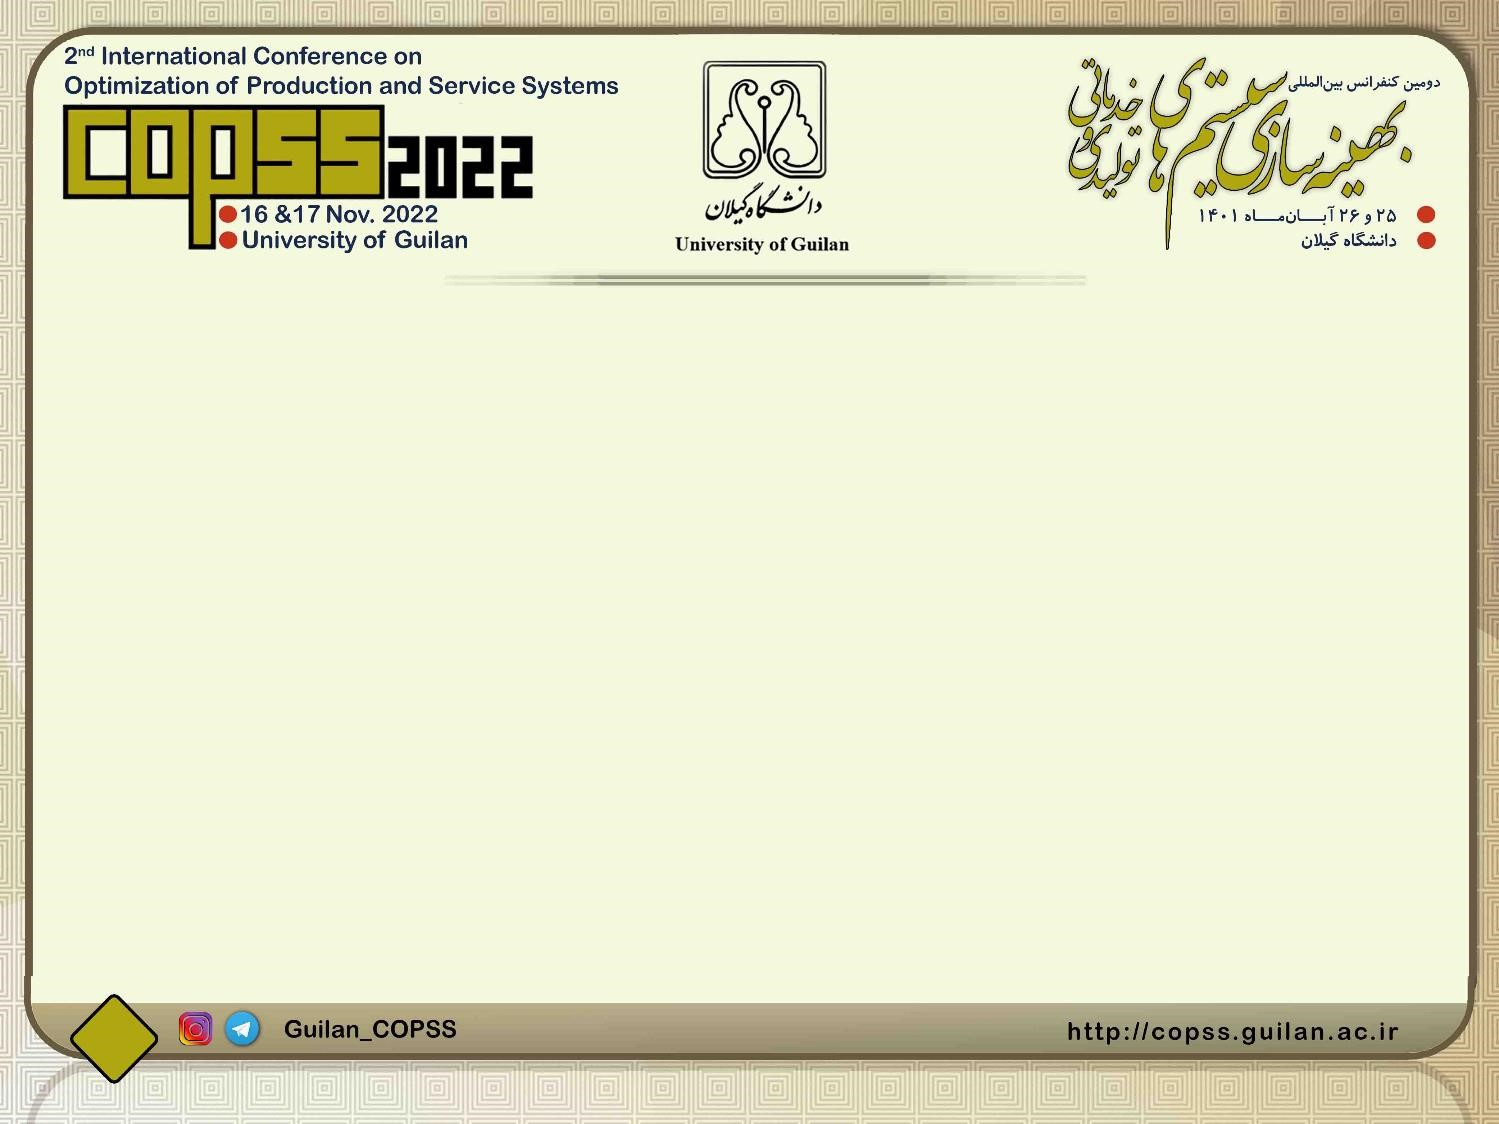 2nd International Conference on
Optimization of Production and Service Systems
COPSS 2022
16 &17 Nov. 2022
University of Guilan
دانشگاه گیلان
University of Guilan
دومین کنفرانس بین‌المللی
بهینه سازی سیستم های تولیدی و خدماتی
۲۵ و ۲۶ آبـــان‌مـــاه ۱۴۰۱
دانشگاه گیلان
Guilan_COPSS
http://copss.guilan.ac.ir